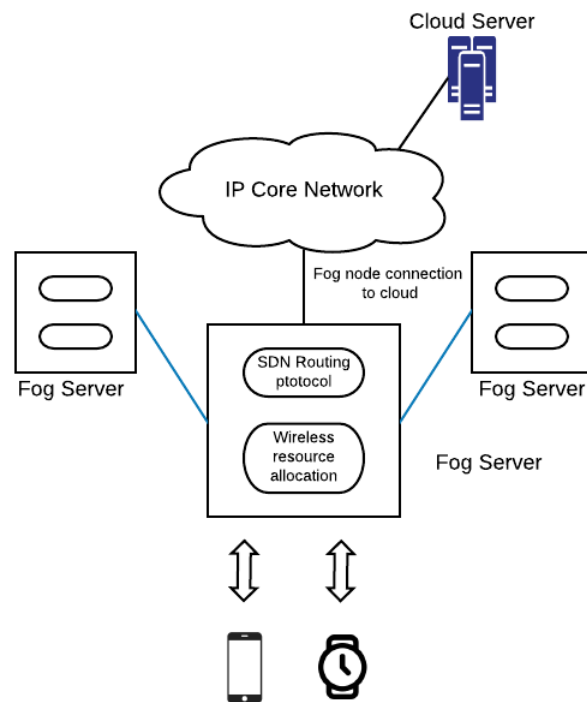 Cloud Server
IP Core Network
Fog node connection
to cloud
Fog Server
SDN Routing
ptotocol
Wireless
resource
allocation
Fog Server
Fog Server